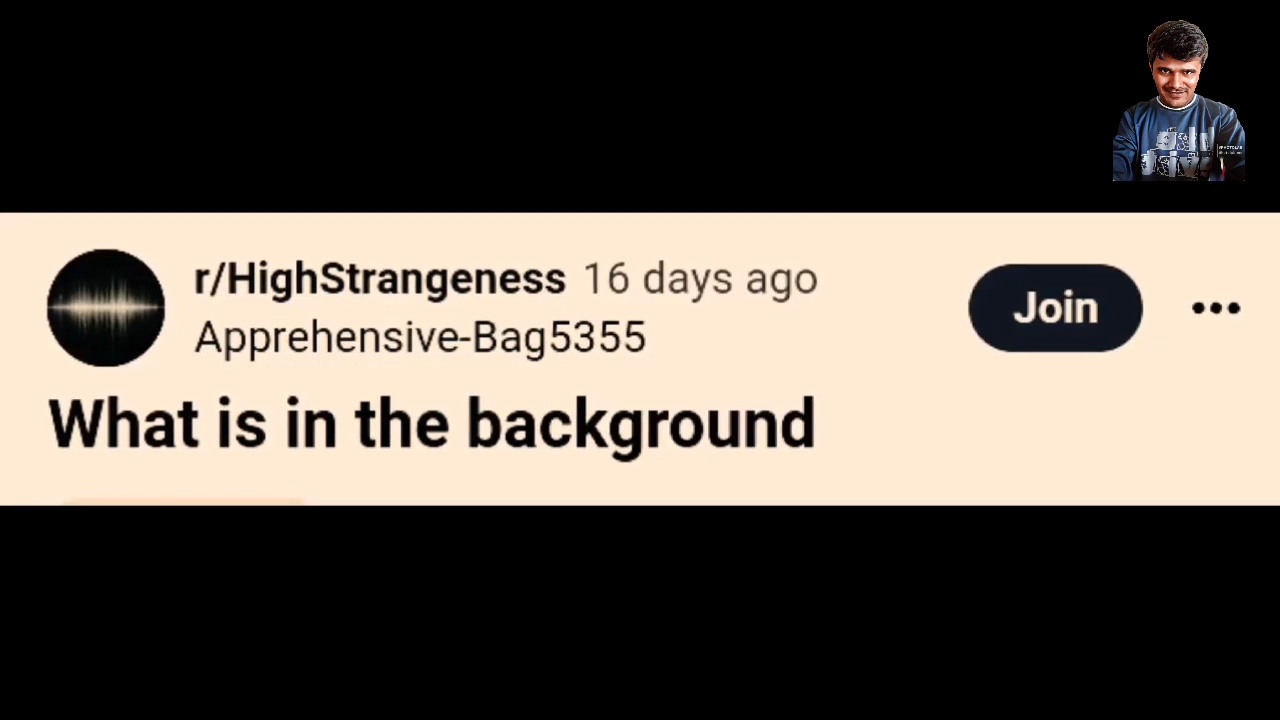 r/HighStrangeness 16 days ago
Apprehensive-Bag5355
Join
What is in the background